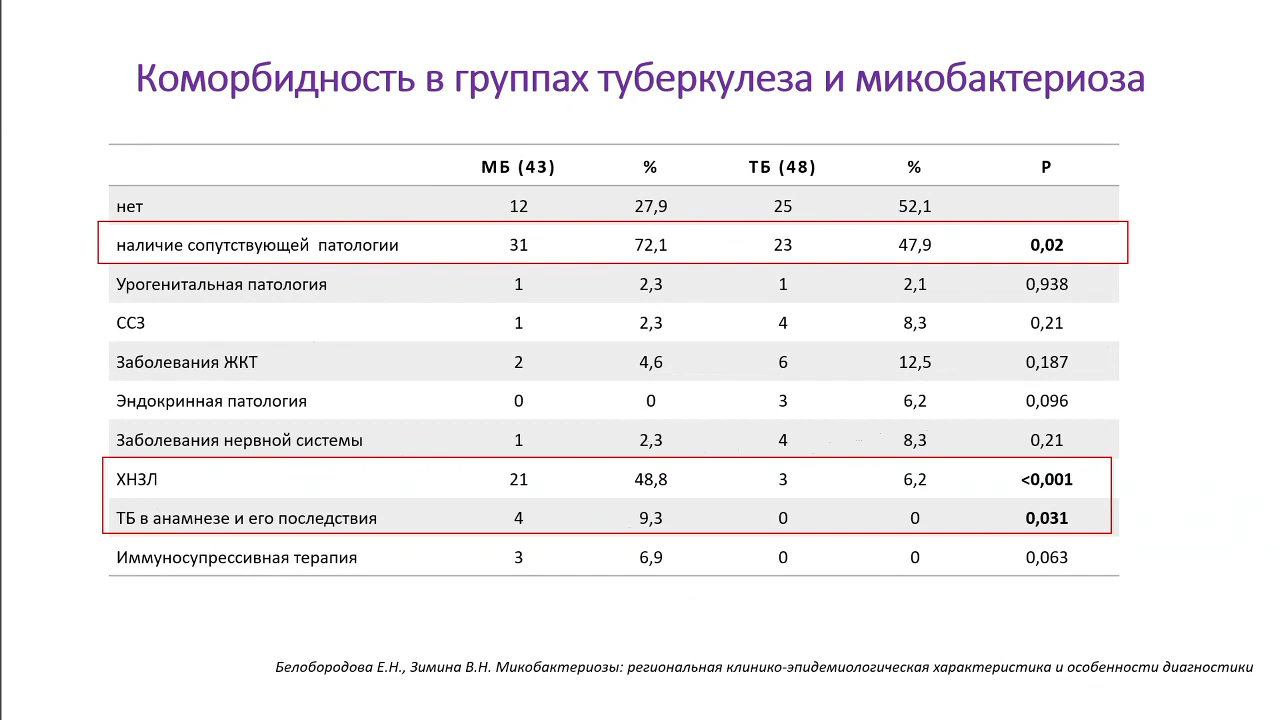 Коморбидность в группах туберкулеза и микобактериоза
МБ (43) % ТБ (48) % Р
нет 12 27,9 25 52,1
наличие сопутствующей патологии 31 72,1 23 47,9 0,02
Урогенитальная патология 1 2,3 1 2,1 0,938
ССЗ 1 2,3 4 8,3 0,21
Заболевания ЖКТ 2 4,6 6 12,5 0,187
Эндокринная патология 0 0 3 6,2 0,096
Заболевания нервной системы 1 2,3 4 8,3 0,21
ХНЗЛ 21 48,8 3 6,2 <0,001
ТБ в анамнезе и его последствия 4 9,3 0 0 0,031
Иммуносупрессивная терапия 3 6,9 0 0 0,063
Белобородова Е.Н., Зимина В.Н. Микобактериозы: региональная клинико-эпидемиологическая характеристика и особенности диагностики